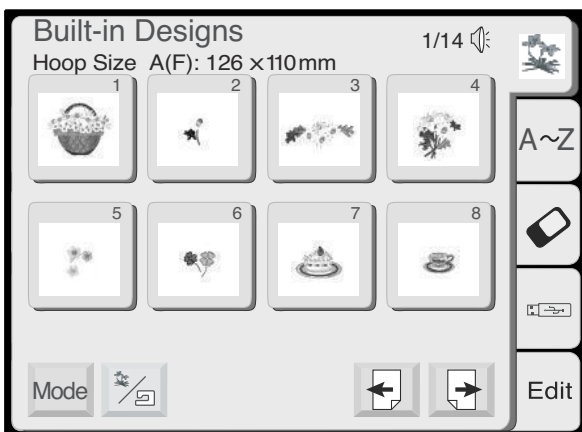 Built-in Designs
1/14
Hoop Size A(F): 126 ×110mm
1 2 3 4
A~Z
5 6 7 8
Mode
Edit